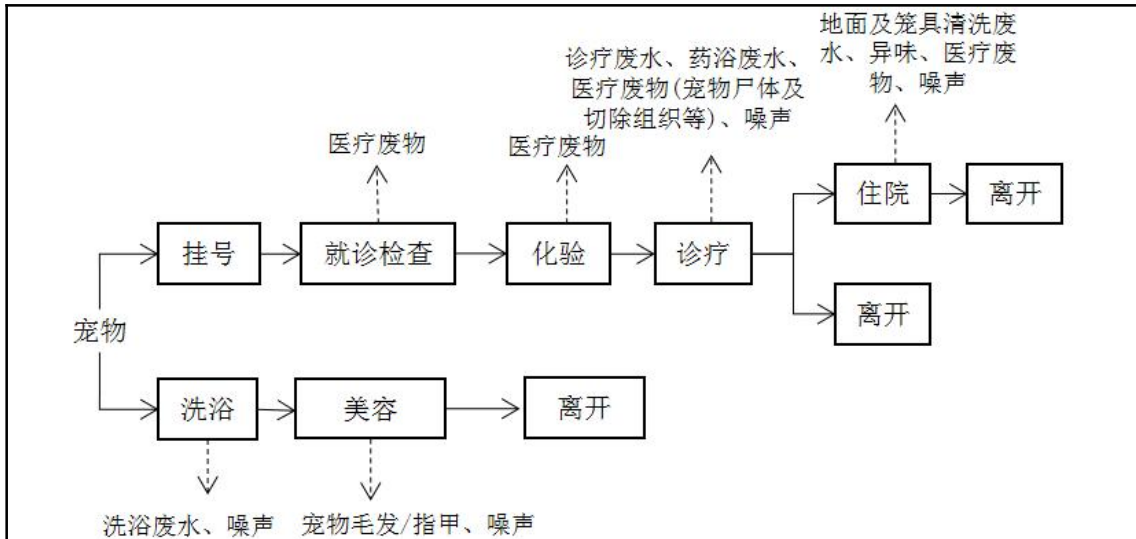 地面及笼具清洗废
水、异味、医疗废
物、噪声
诊疗废水、药浴废水、
医疗废物(宠物尸体及
切除组织等)、噪声
医疗废物
医疗废物
挂号
就诊检查
化验
诊疗
住院
离开
离开
宠物
洗浴
美容
离开
洗浴废水、噪声
宠物毛发/指甲、噪声